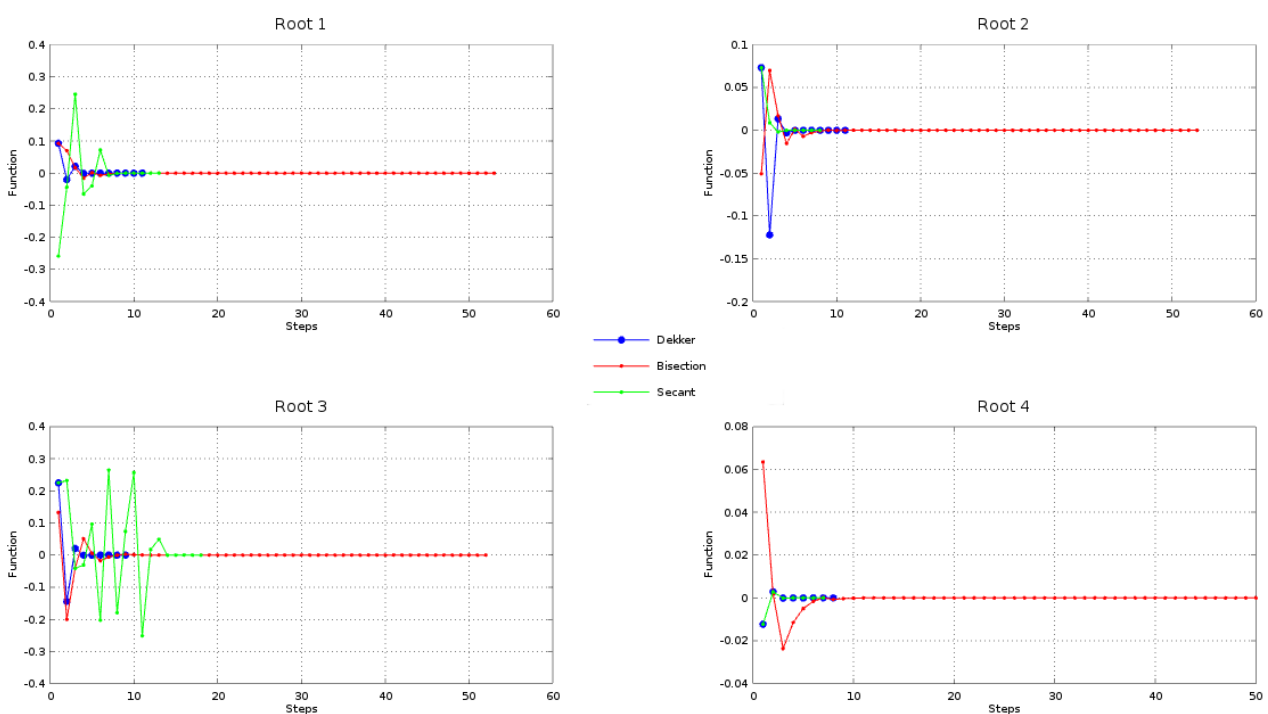 Root 1
0.4
0.3
0.2
0.1
0
-0.1
-0.2
-0.3
-0.4
Function
0 10 20 30 40 50 60
Steps
Root 2
0.1
0.05
0
-0.05
-0.1
-0.15
-0.2
Function
0 10 20 30 40 50 60
Steps
Dekker
Bisection
Secant
Root 3
0.4
0.3
0.2
0.1
0
-0.1
-0.2
-0.3
-0.4
Function
0 10 20 30 40 50 60
Steps
Root 4
0.08
0.06
0.04
0.02
0
-0.02
-0.04
Function
0 10 20 30 40 50
Steps